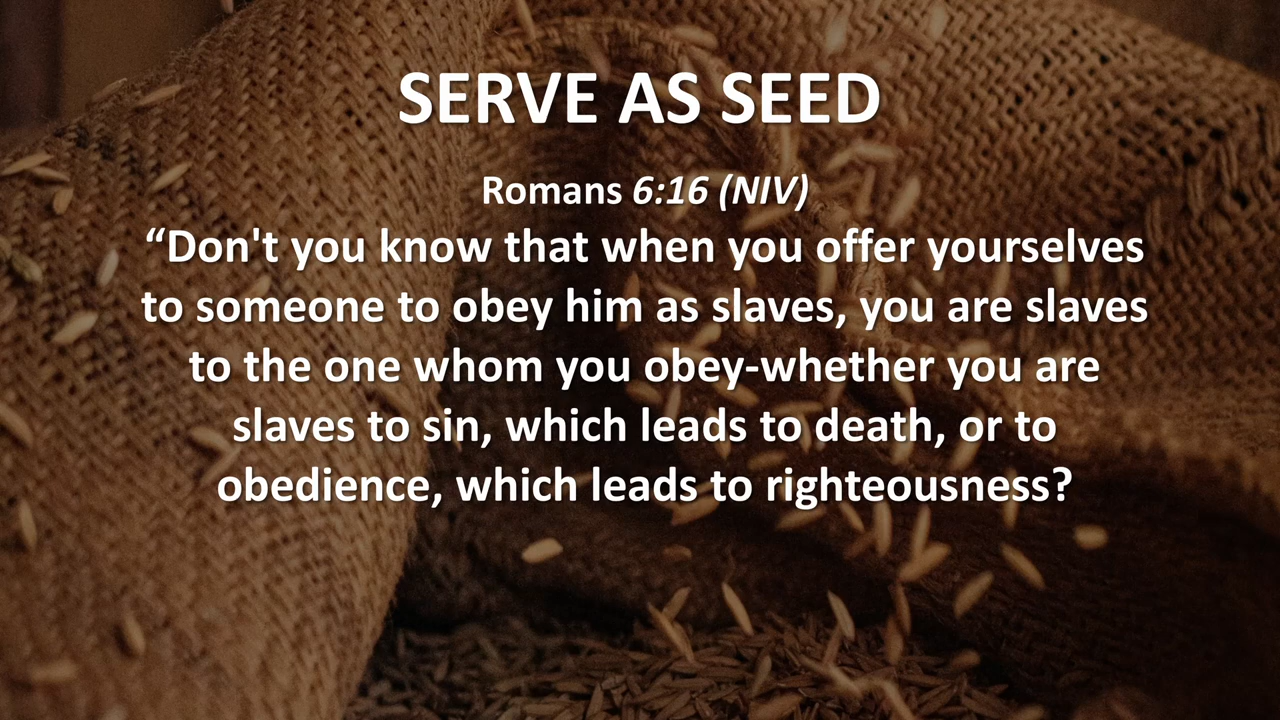 SERVE AS SEED
Romans 6:16 (NIV)
“Don't you know that when you offer yourselves
to someone to obey him as slaves, you are slaves
to the one whom you obey-whether you are
slaves to sin, which leads to death, or to
obedience, which leads to righteousness?